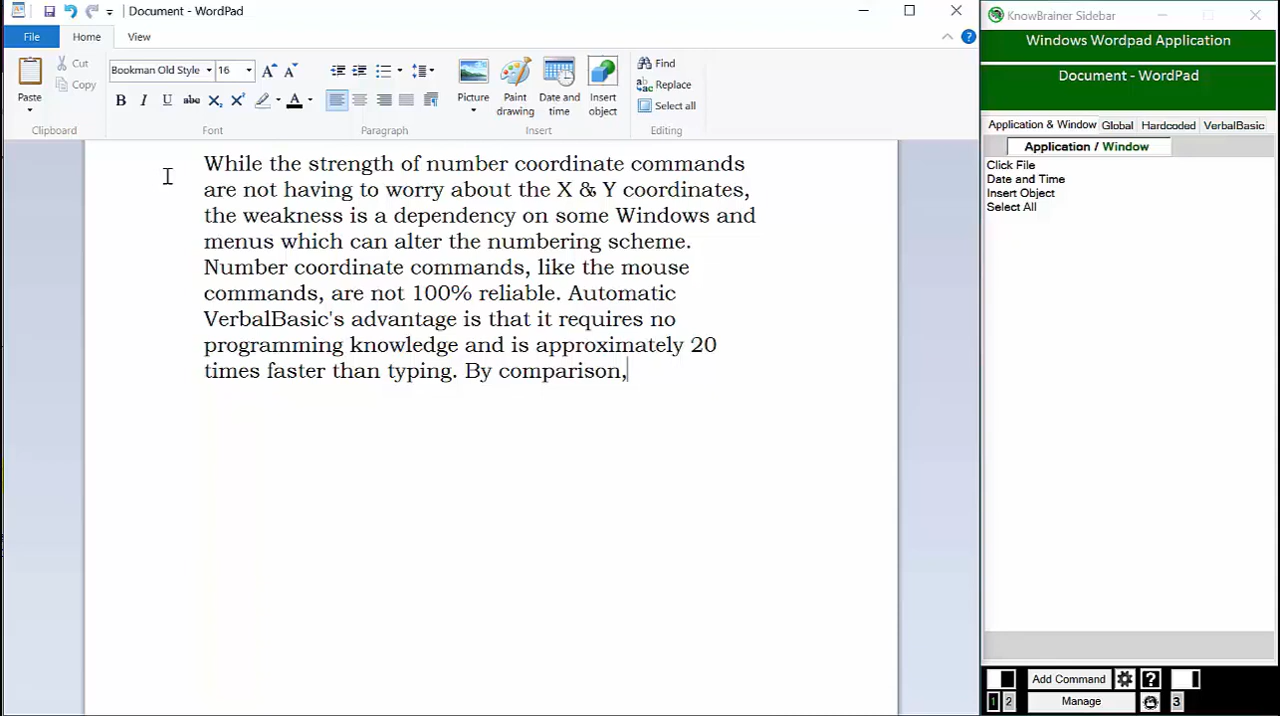 Document - WordPad
KnowBrainer Sidebar
File
Home
View
Windows Wordpad Application
Document - WordPad
Paste
Cut
Copy
Clipboard
Bookman Old Style
16
A A
B I U abc X₂ X² A
Font
Paragraph
Picture
Paint drawing
Date and time
Insert object
Insert
Find
Replace
Select all
Editing
Application & Window
Global
Hardcoded
VerbalBasic
Application / Window
Click File
Date and Time
Insert Object
Select All
While the strength of number coordinate commands
are not having to worry about the X & Y coordinates,
the weakness is a dependency on some Windows and
menus which can alter the numbering scheme.
Number coordinate commands, like the mouse
commands, are not 100% reliable. Automatic
VerbalBasic's advantage is that it requires no
programming knowledge and is approximately 20
times faster than typing. By comparison,
Add Command
?
1 2
Manage
3